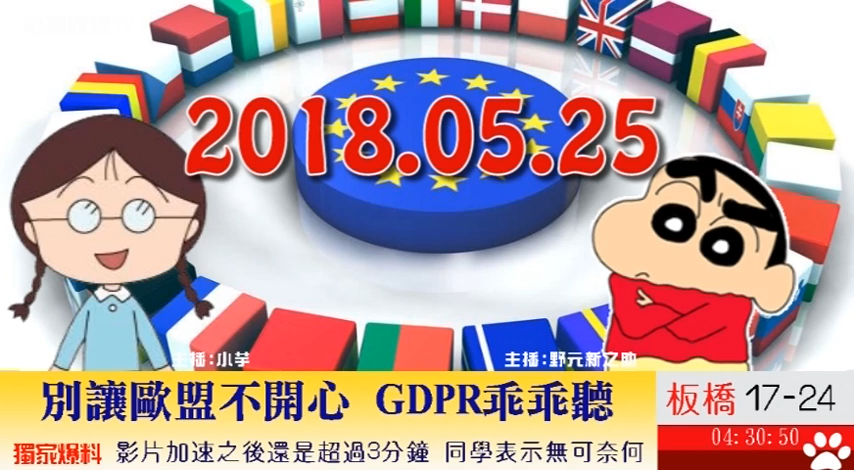 2018.05.25
主播:小芋
主播:野元新之助
別讓歐盟不開心 GDPR乖乖聽
板橋 17-24
04:30:50
獨家爆料 影片加速之後還是超過3分鐘 同學表示無可奈何